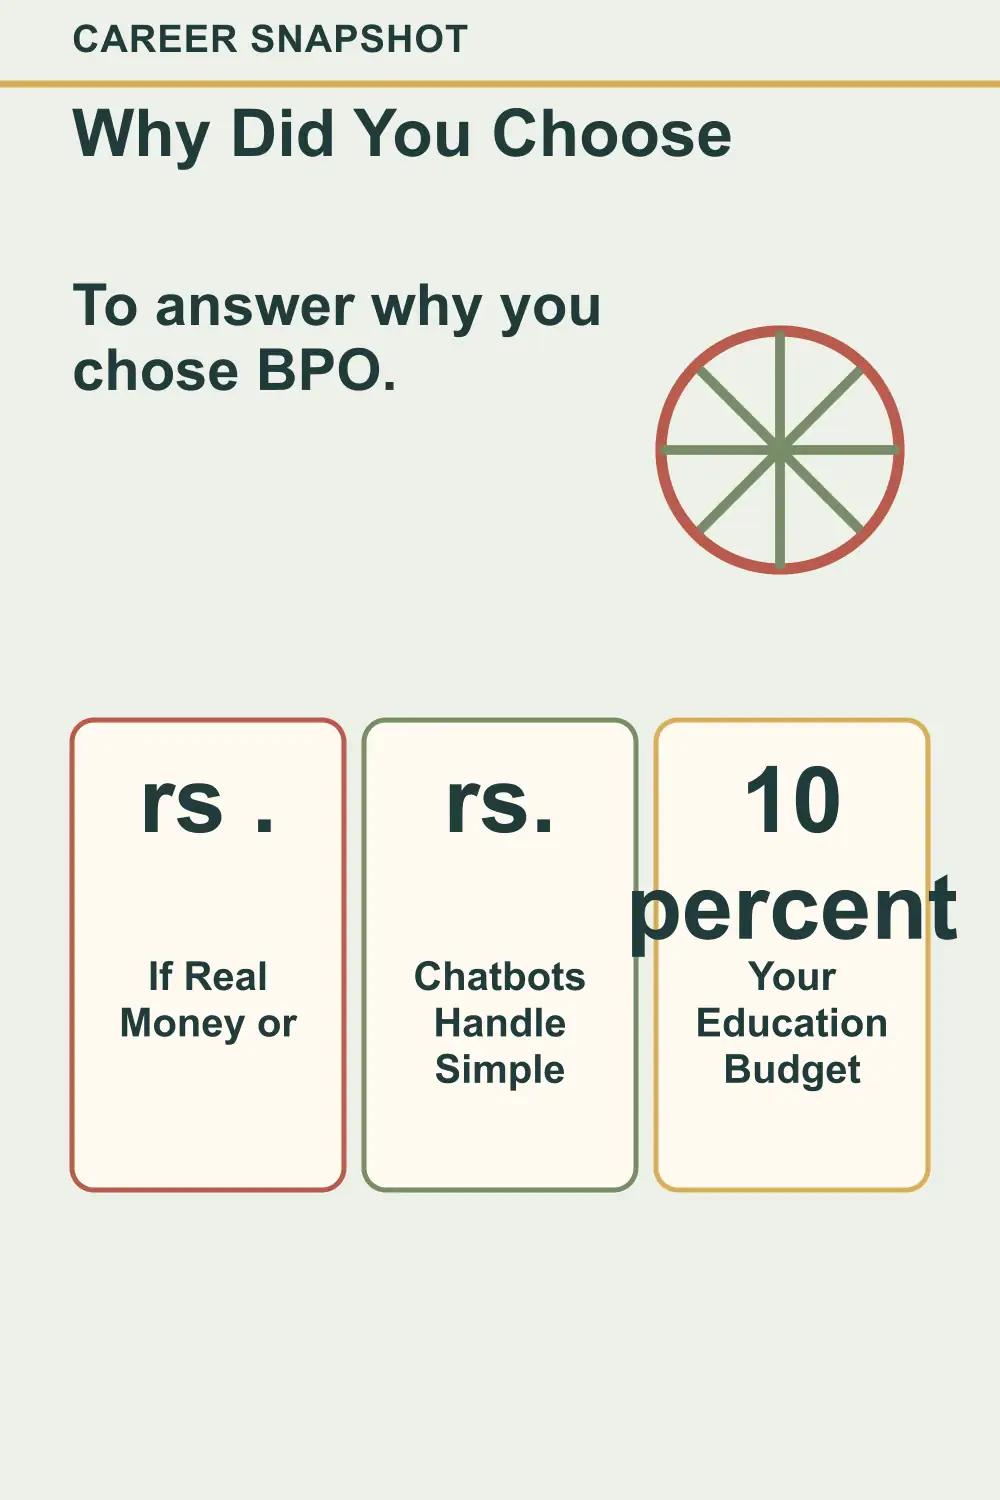 CAREER SNAPSHOT
Why Did You Choose
To answer why you
chose BPO.
rs .
If Real
Money or
rs.
Chatbots
Handle
Simple
10
percent
Your
Education
Budget